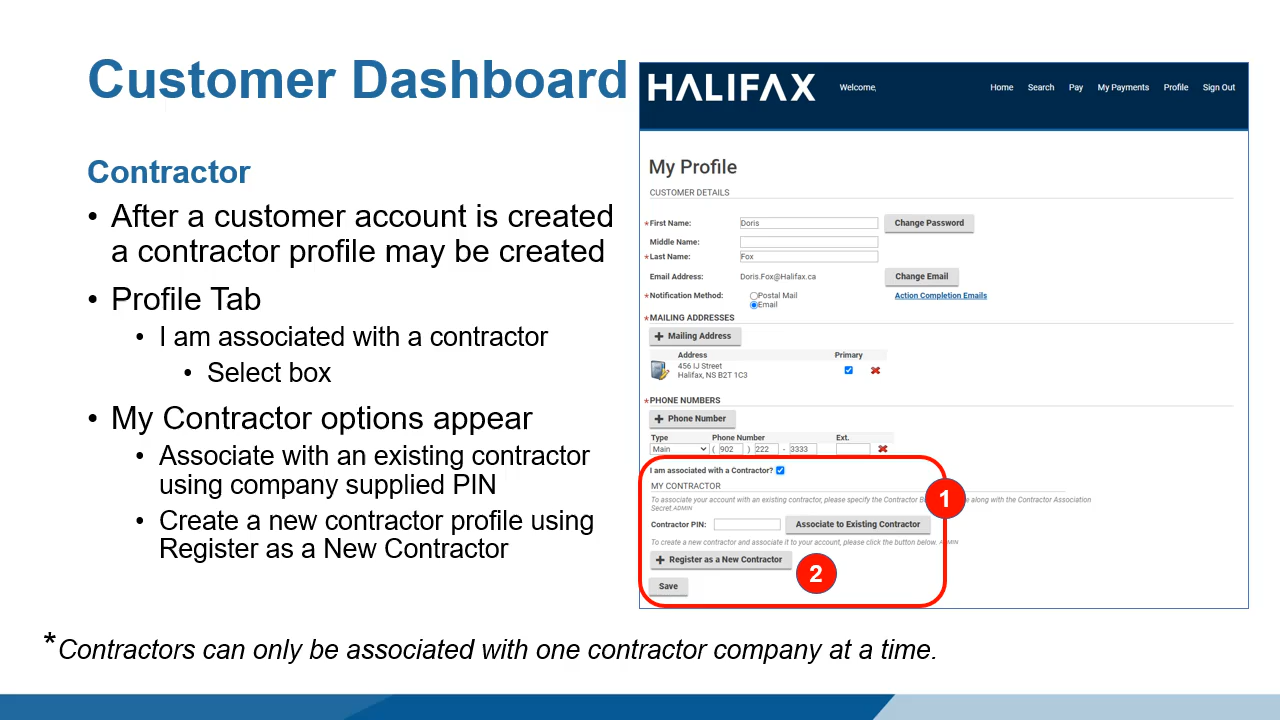 Customer Dashboard
Contractor
• After a customer account is created
a contractor profile may be created
• Profile Tab
• I am associated with a contractor
• Select box
• My Contractor options appear
• Associate with an existing contractor
using company supplied PIN
• Create a new contractor profile using
Register as a New Contractor
*Contractors can only be associated with one contractor company at a time.
HALIFAX Welcome, Home Search Pay My Payments Profile Sign Out
My Profile
CUSTOMER DETAILS
*First Name: Doris Change Password
Middle Name:
*Last Name: Fox
Email Address: Doris.Fox@Halifax.ca Change Email
*Notification Method: Postal Mail Action Completion Emails
Email
*MAILING ADDRESSES
+ Mailing Address
Address Primary
456 IJ Street
Halifax, NS B2T 1C3
*PHONE NUMBERS
+ Phone Number
Type Phone Number Ext.
Main ( 902 ) 222 - 3333
I am associated with a Contractor?
MY CONTRACTOR
1
To associate your account with an existing contractor, please specify the Contractor along with the Contractor Association
Secret ADMIN
Contractor PIN: Associate to Existing Contractor
To create a new contractor and associate it to your account, please click the button below. ADMIN
+ Register as a New Contractor
2
Save